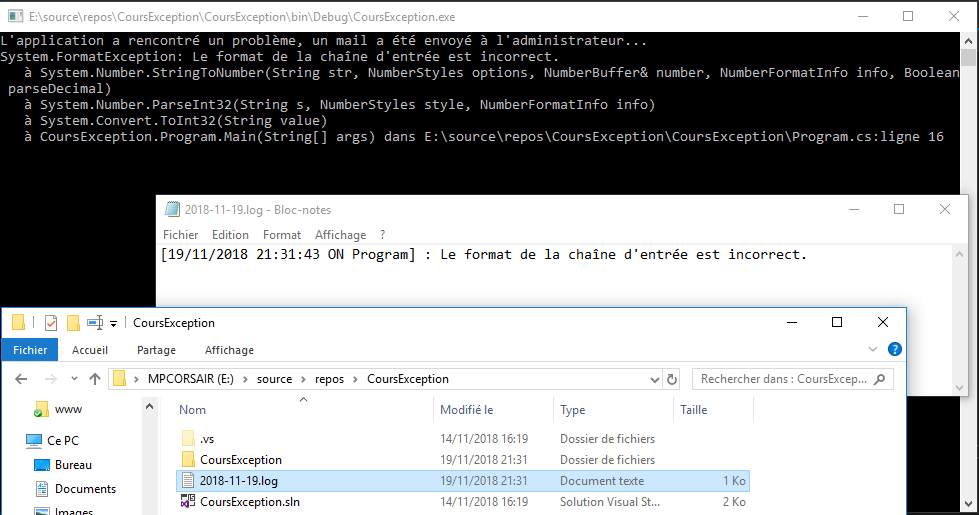 E:\source\repos\CoursException\CoursException\bin\Debug\CoursException.exe
L'application a rencontré un problème, un mail a été envoyé à l'administrateur...
System.FormatException: Le format de la chaîne d'entrée est incorrect.
à System.Number.StringToNumber(String str, NumberStyles options, NumberBuffer& number, NumberFormatInfo info, Boolean
parseDecimal)
à System.Number.ParseInt32(String s, NumberStyles style, NumberFormatInfo info)
à System.Convert.ToInt32(String value)
à CoursException.Program.Main(String[] args) dans E:\source\repos\CoursException\CoursException\Program.cs:ligne 16
2018-11-19.log - Bloc-notes
Fichier Edition Format Affichage ?
[19/11/2018 21:31:43 ON Program] : Le format de la chaîne d'entrée est incorrect.
CoursException
Fichier Accueil Partage Affichage ?
MPCORSAIR (E:) > source > repos > CoursException
Rechercher dans : CoursExcep...
www
Ce PC
Bureau
Documents
Images
Nom Modifié le Type Taille
.vs 14/11/2018 16:19 Dossier de fichiers
CoursException 19/11/2018 21:31 Dossier de fichiers
2018-11-19.log 19/11/2018 21:31 Document texte 1 Ko
CoursException.sln 14/11/2018 16:19 Solution Visual St... 2 Ko